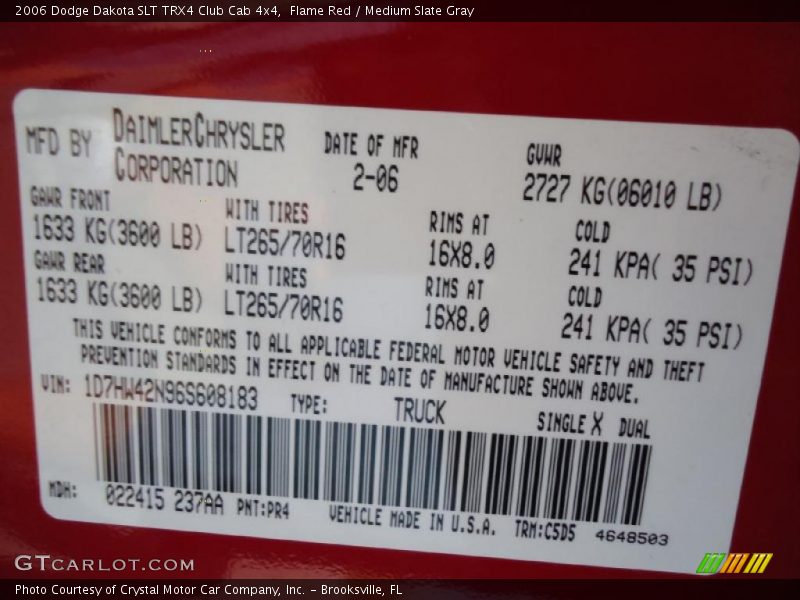 2006 Dodge Dakota SLT TRX4 Club Cab 4x4,  Flame Red / Medium Slate Gray
MFD BY DAIMLERCHRYSLER CORPORATION
DATE OF MFR 2-06
GVWR 2727 KG(06010 LB)
GAWR FRONT WITH TIRES RIMS AT COLD
1633 KG(3600 LB) LT265/70R16 16X8.0 241 KPA( 35 PSI)
GAWR REAR WITH TIRES RIMS AT COLD
1633 KG(3600 LB) LT265/70R16 16X8.0 241 KPA( 35 PSI)
THIS VEHICLE CONFORMS TO ALL APPLICABLE FEDERAL MOTOR VEHICLE SAFETY AND THEFT
PREVENTION STANDARDS IN EFFECT ON THE DATE OF MANUFACTURE SHOWN ABOVE.
VIN: 1D7HW42N96S608183 TYPE: TRUCK SINGLE X DUAL
MDH: 022415 237AA PNT:PR4 VEHICLE MADE IN U.S.A. TRM:C5D5 4648503
GTCARLOT.COM
Photo Courtesy of Crystal Motor Car Company, Inc. – Brooksville, FL